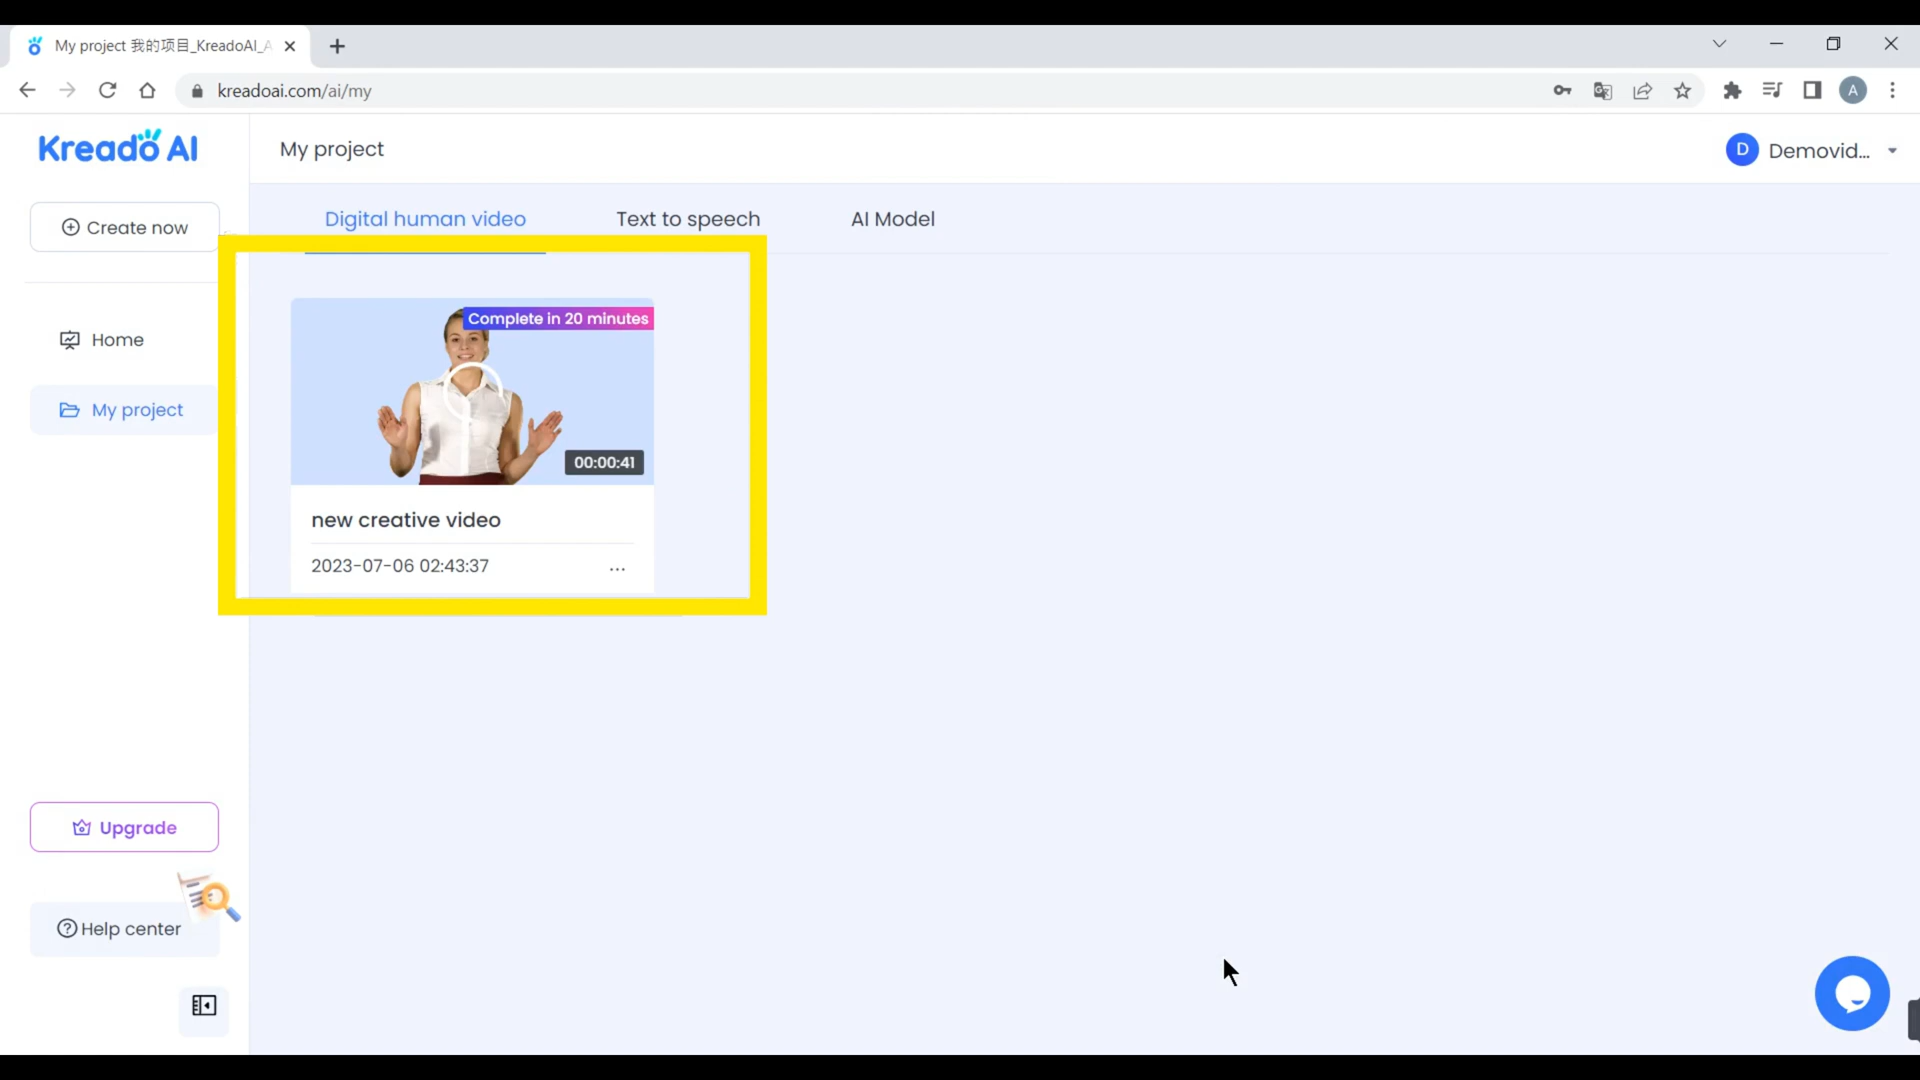 My project 我的项目_KreadoAI_A
kreadoai.com/ai/my
A
Kreado AI
My project
D
Demovid...
Create now
Digital human video
Text to speech
AI Model
Home
My project
Complete in 20 minutes
00:00:41
new creative video
2023-07-06 02:43:37
...
Upgrade
Help center